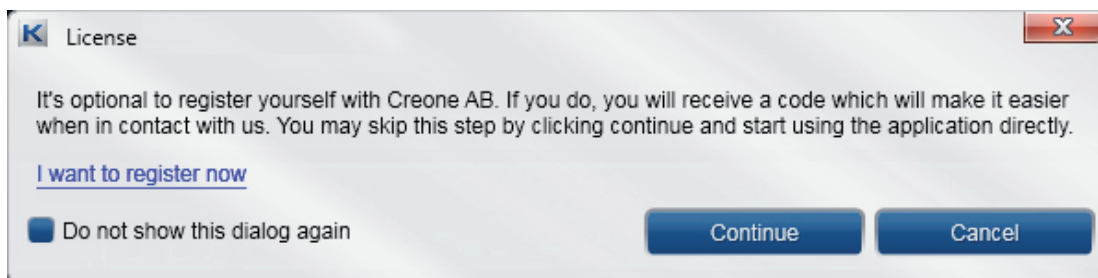 K License
It's optional to register yourself with Creone AB. If you do, you will receive a code which will make it easier
when in contact with us. You may skip this step by clicking continue and start using the application directly.
I want to register now
Do not show this dialog again
Continue Cancel